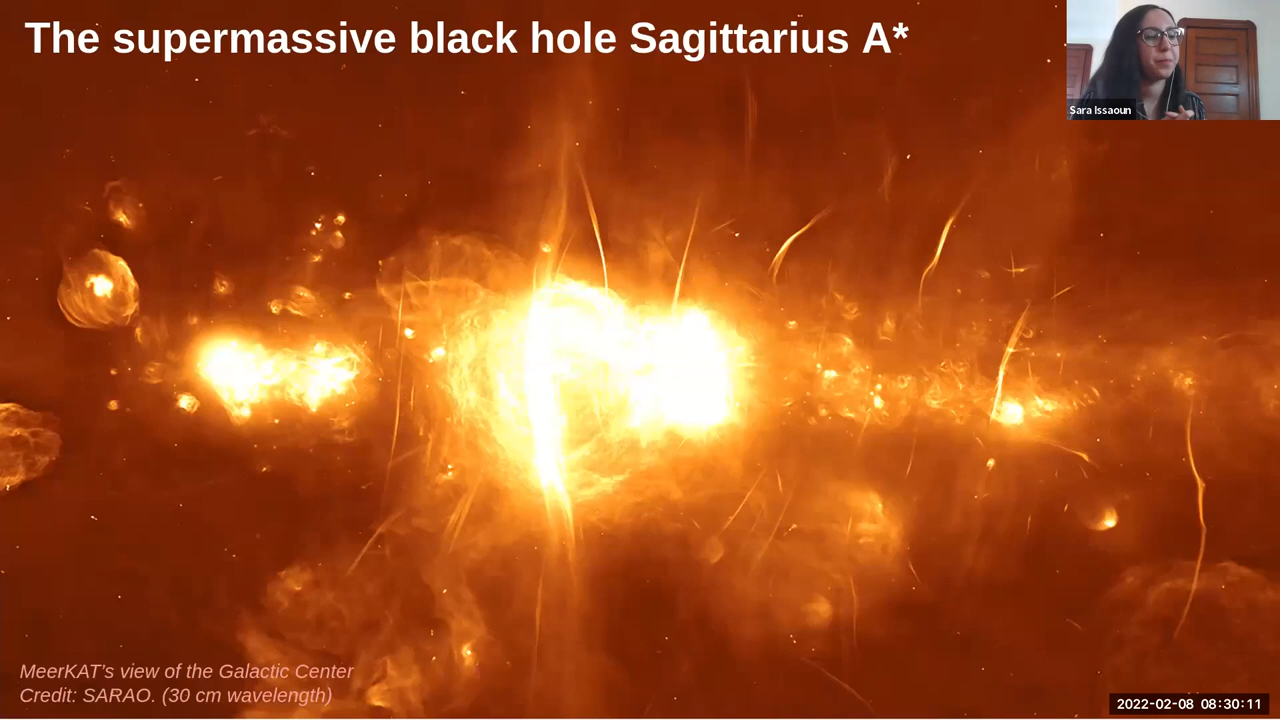 The supermassive black hole Sagittarius A*
Sara Issaoun
MeerKAT's view of the Galactic Center
Credit: SARAO. (30 cm wavelength)
2022-02-08 08:30:11